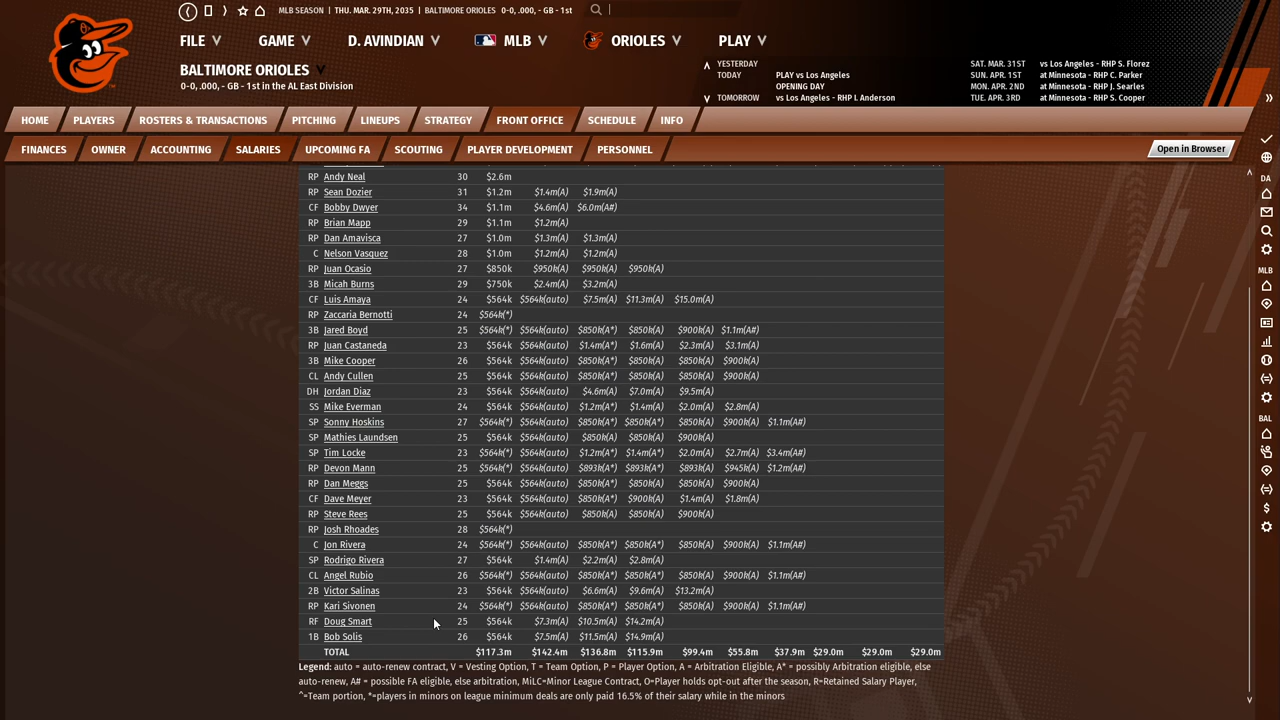 MLB SEASON | THU. MAR. 29TH, 2035 | BALTIMORE ORIOLES 0-0, .000, - GB - 1st
FILE GAME D. AVINDIAN MLB ORIOLES PLAY
BALTIMORE ORIOLES
0-0, .000, - GB - 1st in the AL East Division
YESTERDAY
TODAY PLAY vs Los Angeles
OPENING DAY
TOMORROW vs Los Angeles - RHP I. Anderson
SAT. MAR. 31ST vs Los Angeles - RHP S. Florez
SUN. APR. 1ST at Minnesota - RHP C. Parker
MON. APR. 2ND at Minnesota - RHP J. Searles
TUE. APR. 3RD at Minnesota - RHP S. Cooper
HOME PLAYERS ROSTERS & TRANSACTIONS PITCHING LINEUPS STRATEGY FRONT OFFICE SCHEDULE INFO
FINANCES OWNER ACCOUNTING SALARIES UPCOMING FA SCOUTING PLAYER DEVELOPMENT PERSONNEL Open in Browser
RP Andy Neal 30 $2.6m
RP Sean Dozier 31 $1.2m $1.4m(A) $1.9m(A)
CF Bobby Dwyer 34 $1.1m $4.6m(A) $6.0m(A#)
RP Brian Mapp 29 $1.1m $1.2m(A)
RP Dan Amavisca 27 $1.0m $1.3m(A) $1.3m(A)
C Nelson Vasquez 28 $1.0m $1.2m(A) $1.2m(A)
RP Juan Ocasio 27 $850k $950k(A) $950k(A) $950k(A)
3B Micah Burns 29 $750k $2.4m(A) $3.2m(A)
CF Luis Amaya 24 $564k $564k(auto) $7.5m(A) $11.3m(A) $15.0m(A)
RP Zaccaria Bernotti 24 $564k(*)
3B Jared Boyd 25 $564k(*) $564k(auto) $850k(A*) $850k(A) $900k(A) $1.1m(A#)
RP Juan Castaneda 23 $564k $564k(auto) $1.4m(A*) $1.6m(A) $2.3m(A) $3.1m(A)
3B Mike Cooper 26 $564k $564k(auto) $850k(A*) $850k(A) $850k(A) $900k(A)
CL Andy Cullen 25 $564k $564k(auto) $850k(A*) $850k(A) $850k(A) $900k(A)
DH Jordan Diaz 23 $564k $564k(auto) $4.6m(A) $7.0m(A) $9.5m(A)
SS Mike Everman 24 $564k $564k(auto) $1.2m(A*) $1.4m(A) $2.0m(A) $2.8m(A)
SP Sonny Hoskins 27 $564k(*) $564k(auto) $850k(A*) $850k(A*) $850k(A) $900k(A) $1.1m(A#)
SP Mathies Laundsen 25 $564k $564k(auto) $850k(A) $850k(A) $900k(A)
SP Tim Locke 23 $564k(*) $564k(auto) $1.2m(A*) $1.4m(A*) $2.0m(A) $2.7m(A) $3.4m(A#)
RP Devon Mann 25 $564k(*) $564k(auto) $893k(A*) $893k(A*) $893k(A) $945k(A) $1.2m(A#)
RP Dan Meggs 25 $564k $564k(auto) $850k(A*) $850k(A) $850k(A) $900k(A)
CF Dave Meyer 23 $564k $564k(auto) $850k(A*) $900k(A) $1.4m(A) $1.8m(A)
RP Steve Rees 25 $564k $564k(auto) $850k(A) $850k(A) $900k(A)
RP Josh Rhoades 28 $564k(*)
C Jon Rivera 24 $564k(*) $564k(auto) $850k(A*) $850k(A*) $850k(A) $900k(A) $1.1m(A#)
SP Rodrigo Rivera 27 $564k $1.4m(A) $2.2m(A) $2.8m(A)
CL Angel Rubio 26 $564k(*) $564k(auto) $850k(A*) $850k(A*) $850k(A) $900k(A) $1.1m(A#)
2B Victor Salinas 23 $564k $564k(auto) $6.6m(A) $9.6m(A) $13.2m(A)
RP Kari Sivonen 24 $564k(*) $564k(auto) $850k(A*) $850k(A*) $850k(A) $900k(A) $1.1m(A#)
RF Doug Smart 25 $564k $7.3m(A) $10.5m(A) $14.2m(A)
1B Bob Solis 26 $564k $7.5m(A) $11.5m(A) $14.9m(A)
TOTAL $117.3m $142.4m $136.8m $115.9m $99.4m $55.8m $37.9m $29.0m $29.0m $29.0m
Legend: auto = auto-renew contract, V = Vesting Option, T = Team Option, P = Player Option, A = Arbitration Eligible, A* = possibly Arbitration eligible, else
auto-renew, A# = possible FA eligible, else arbitration, MiLC=Minor League Contract, O=Player holds opt-out after the season, R=Retained Salary Player,
^=Team portion, *=players in minors on league minimum deals are only paid 16.5% of their salary while in the minors
DA
MLB
BAL